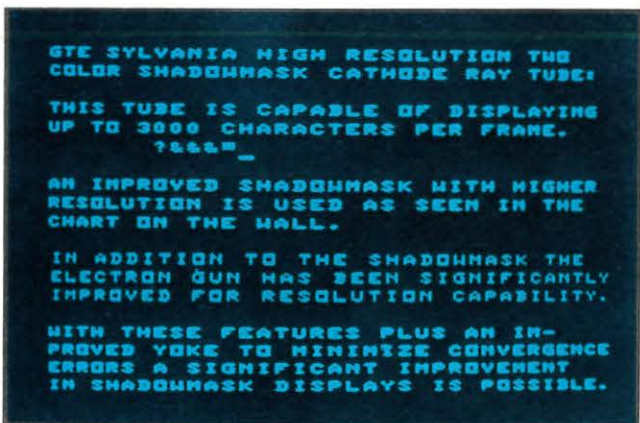 GTE SYLVANIA HIGH RESOLUTION TWO
COLOR SHADOWMASK CATHODE RAY TUBE:
THIS TUBE IS CAPABLE OF DISPLAYING
UP TO 3000 CHARACTERS PER FRAME.
?&&&=_
AN IMPROVED SHADOWMASK WITH HIGHER
RESOLUTION IS USED AS SEEN IN THE
CHART ON THE WALL.
IN ADDITION TO THE SHADOWMASK THE
ELECTRON GUN HAS BEEN SIGNIFICANTLY
IMPROVED FOR RESOLUTION CAPABILITY.
WITH THESE FEATURES PLUS AN IM-
PROVED YOKE TO MINIMIZE CONVERGENCE
ERRORS A SIGNIFICANT IMPROVEMENT
IN SHADOWMASK DISPLAYS IS POSSIBLE.